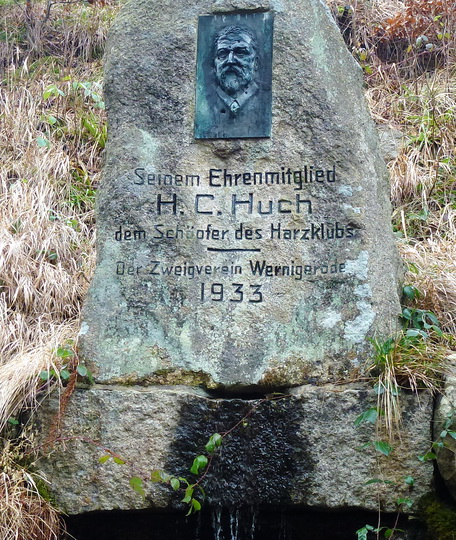 Seinem Ehrenmitglied
H. C. Huch
dem Schöpfer des Harzklubs
Der Zweigverein Wernigerode
1933